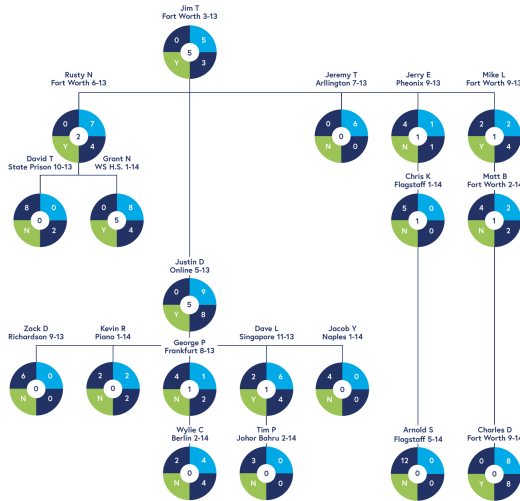 Jim T
Fort Worth 3-13
0 5
5
Y 3
Rusty N
Fort Worth 6-13
0 7
2
Y 4
Jeremy T
Arllington 7-13
0 6
0
N 0
Jerry E
Pheonix 9-13
4 1
1
N 1
Mike L
Fort Worth 9-13
2 2
1
Y 4
David T
State Prison 10-13
8 0
0
N 2
Grant N
WS H.S. 1-14
0 8
5
Y 4
Chris K
Flagstaff 1-14
5 0
1
N 0
Matt B
Fort Worth 2-14
4 2
1
N 2
Justin D
Online 5-13
0 9
5
Y 8
Zack D
Richardson 9-13
6 0
0
N 0
Kevin R
Piano 1-14
2 2
0
N 2
George P
Frankfurt 8-13
4 1
1
N 2
Dave L
Singapore 11-13
2 6
1
Y 4
Jacob Y
Naples 1-14
4 0
0
N 0
Wylie C
Berlin 2-14
2 4
0
N 4
Tim P
Johor Bahru 2-14
3 0
0
N 0
Arnold S
Flagstaff 5-14
12 0
0
N 0
Charles D
Fort Worth 9-14
0 8
0
Y 8